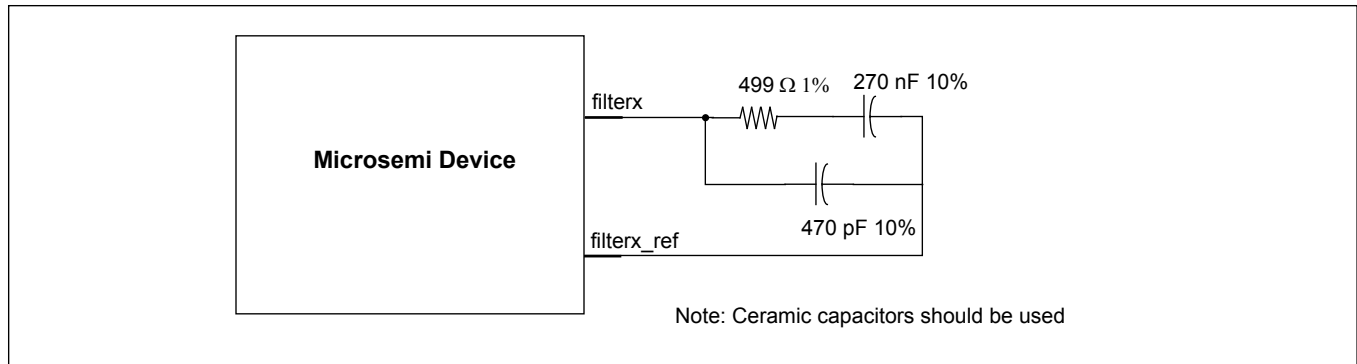 499 Ω 1%
270 nF 10%
filterx
Microsemi Device
470 pF 10%
filterx_ref
Note: Ceramic capacitors should be used